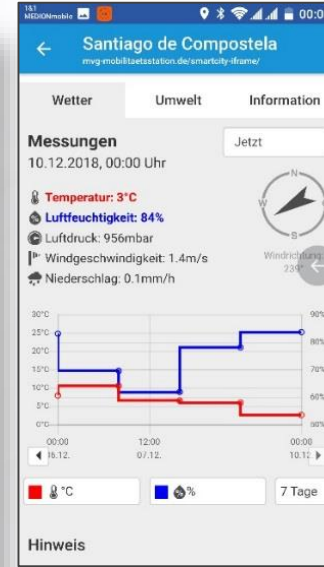 1&1
MEDIONmobile
00:0
Santiago de Compostela
mvg-mobilitaetsstation.de/smartcity-iframe/
Wetter Umwelt Information
Messungen
Jetzt
10.12.2018, 00:00 Uhr
Temperatur: 3°C
Luftfeuchtigkeit: 84%
Luftdruck: 956mbar
Windgeschwindigkeit: 1.4m/s
Niederschlag: 0.1mm/h
N
W
S
Windrichtung:
239°
30°C 90%
25°C 80%
20°C
15°C 70%
10°C 60%
5°C
0°C 50%
00:00 12:00 00:00
06.12. 07.12. 10.12
°C % 7 Tage
Hinweis